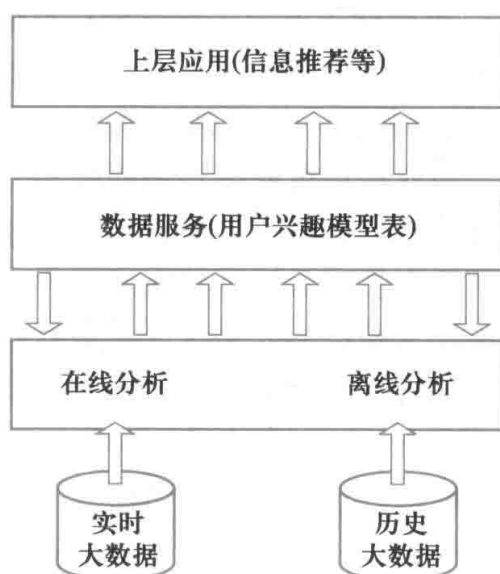 上层应用(信息推荐等)
数据服务(用户兴趣模型表)
在线分析
离线分析
实时
大数据
历史
大数据